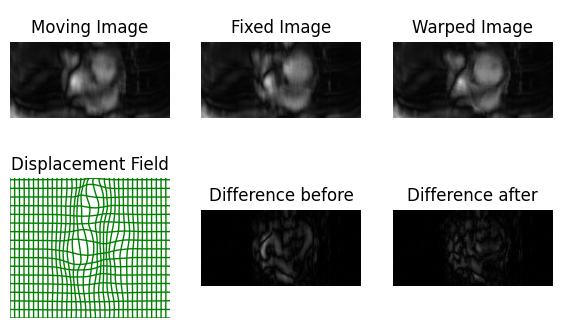 Moving Image
Fixed Image
Warped Image
Displacement Field
Difference before
Difference after